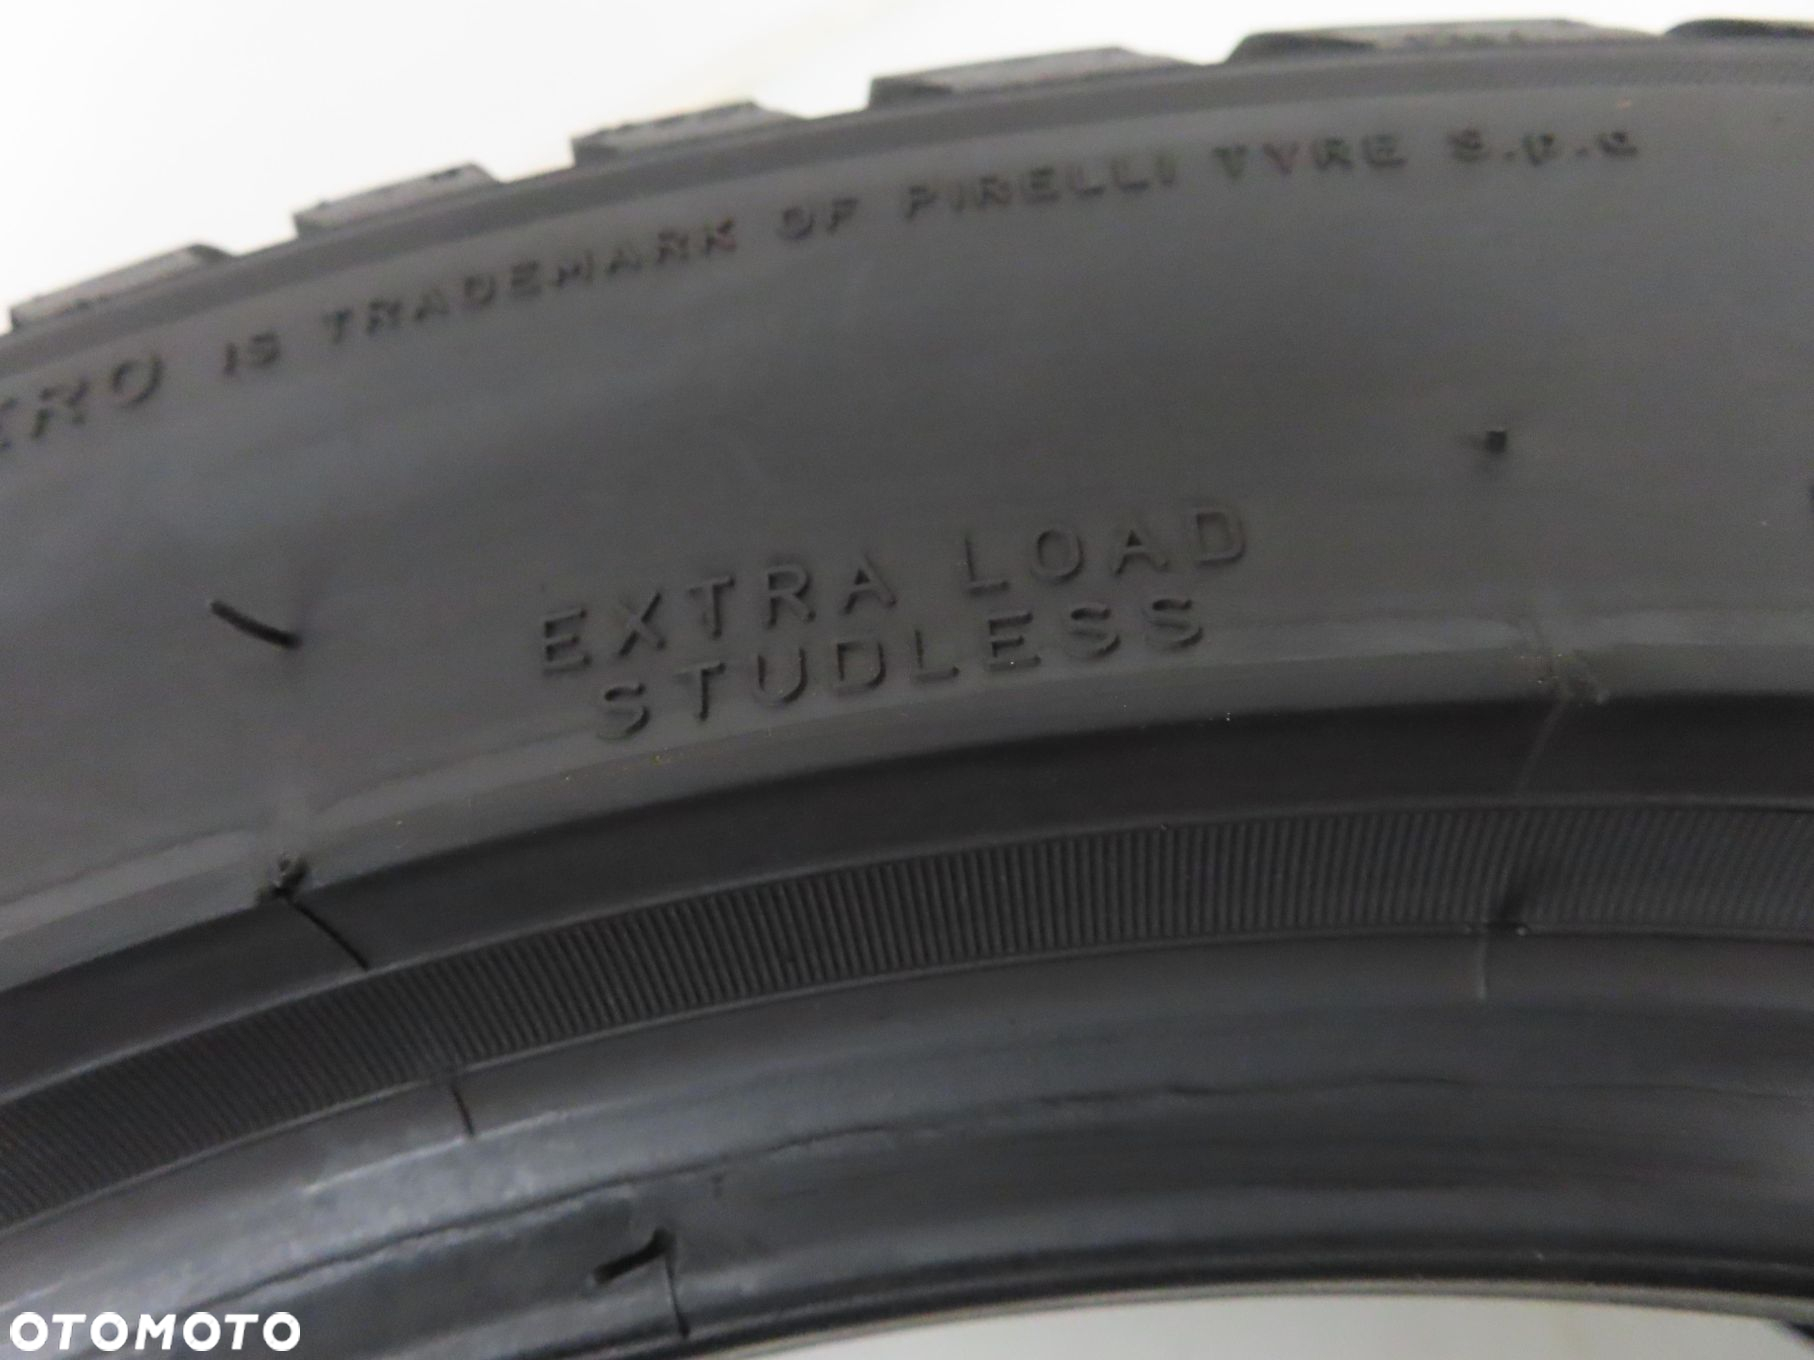 IS TRADEMARK OF PIRELLI TYRE S.p.a
EXTRA LOAD
STUDLESS
OTOMOTO